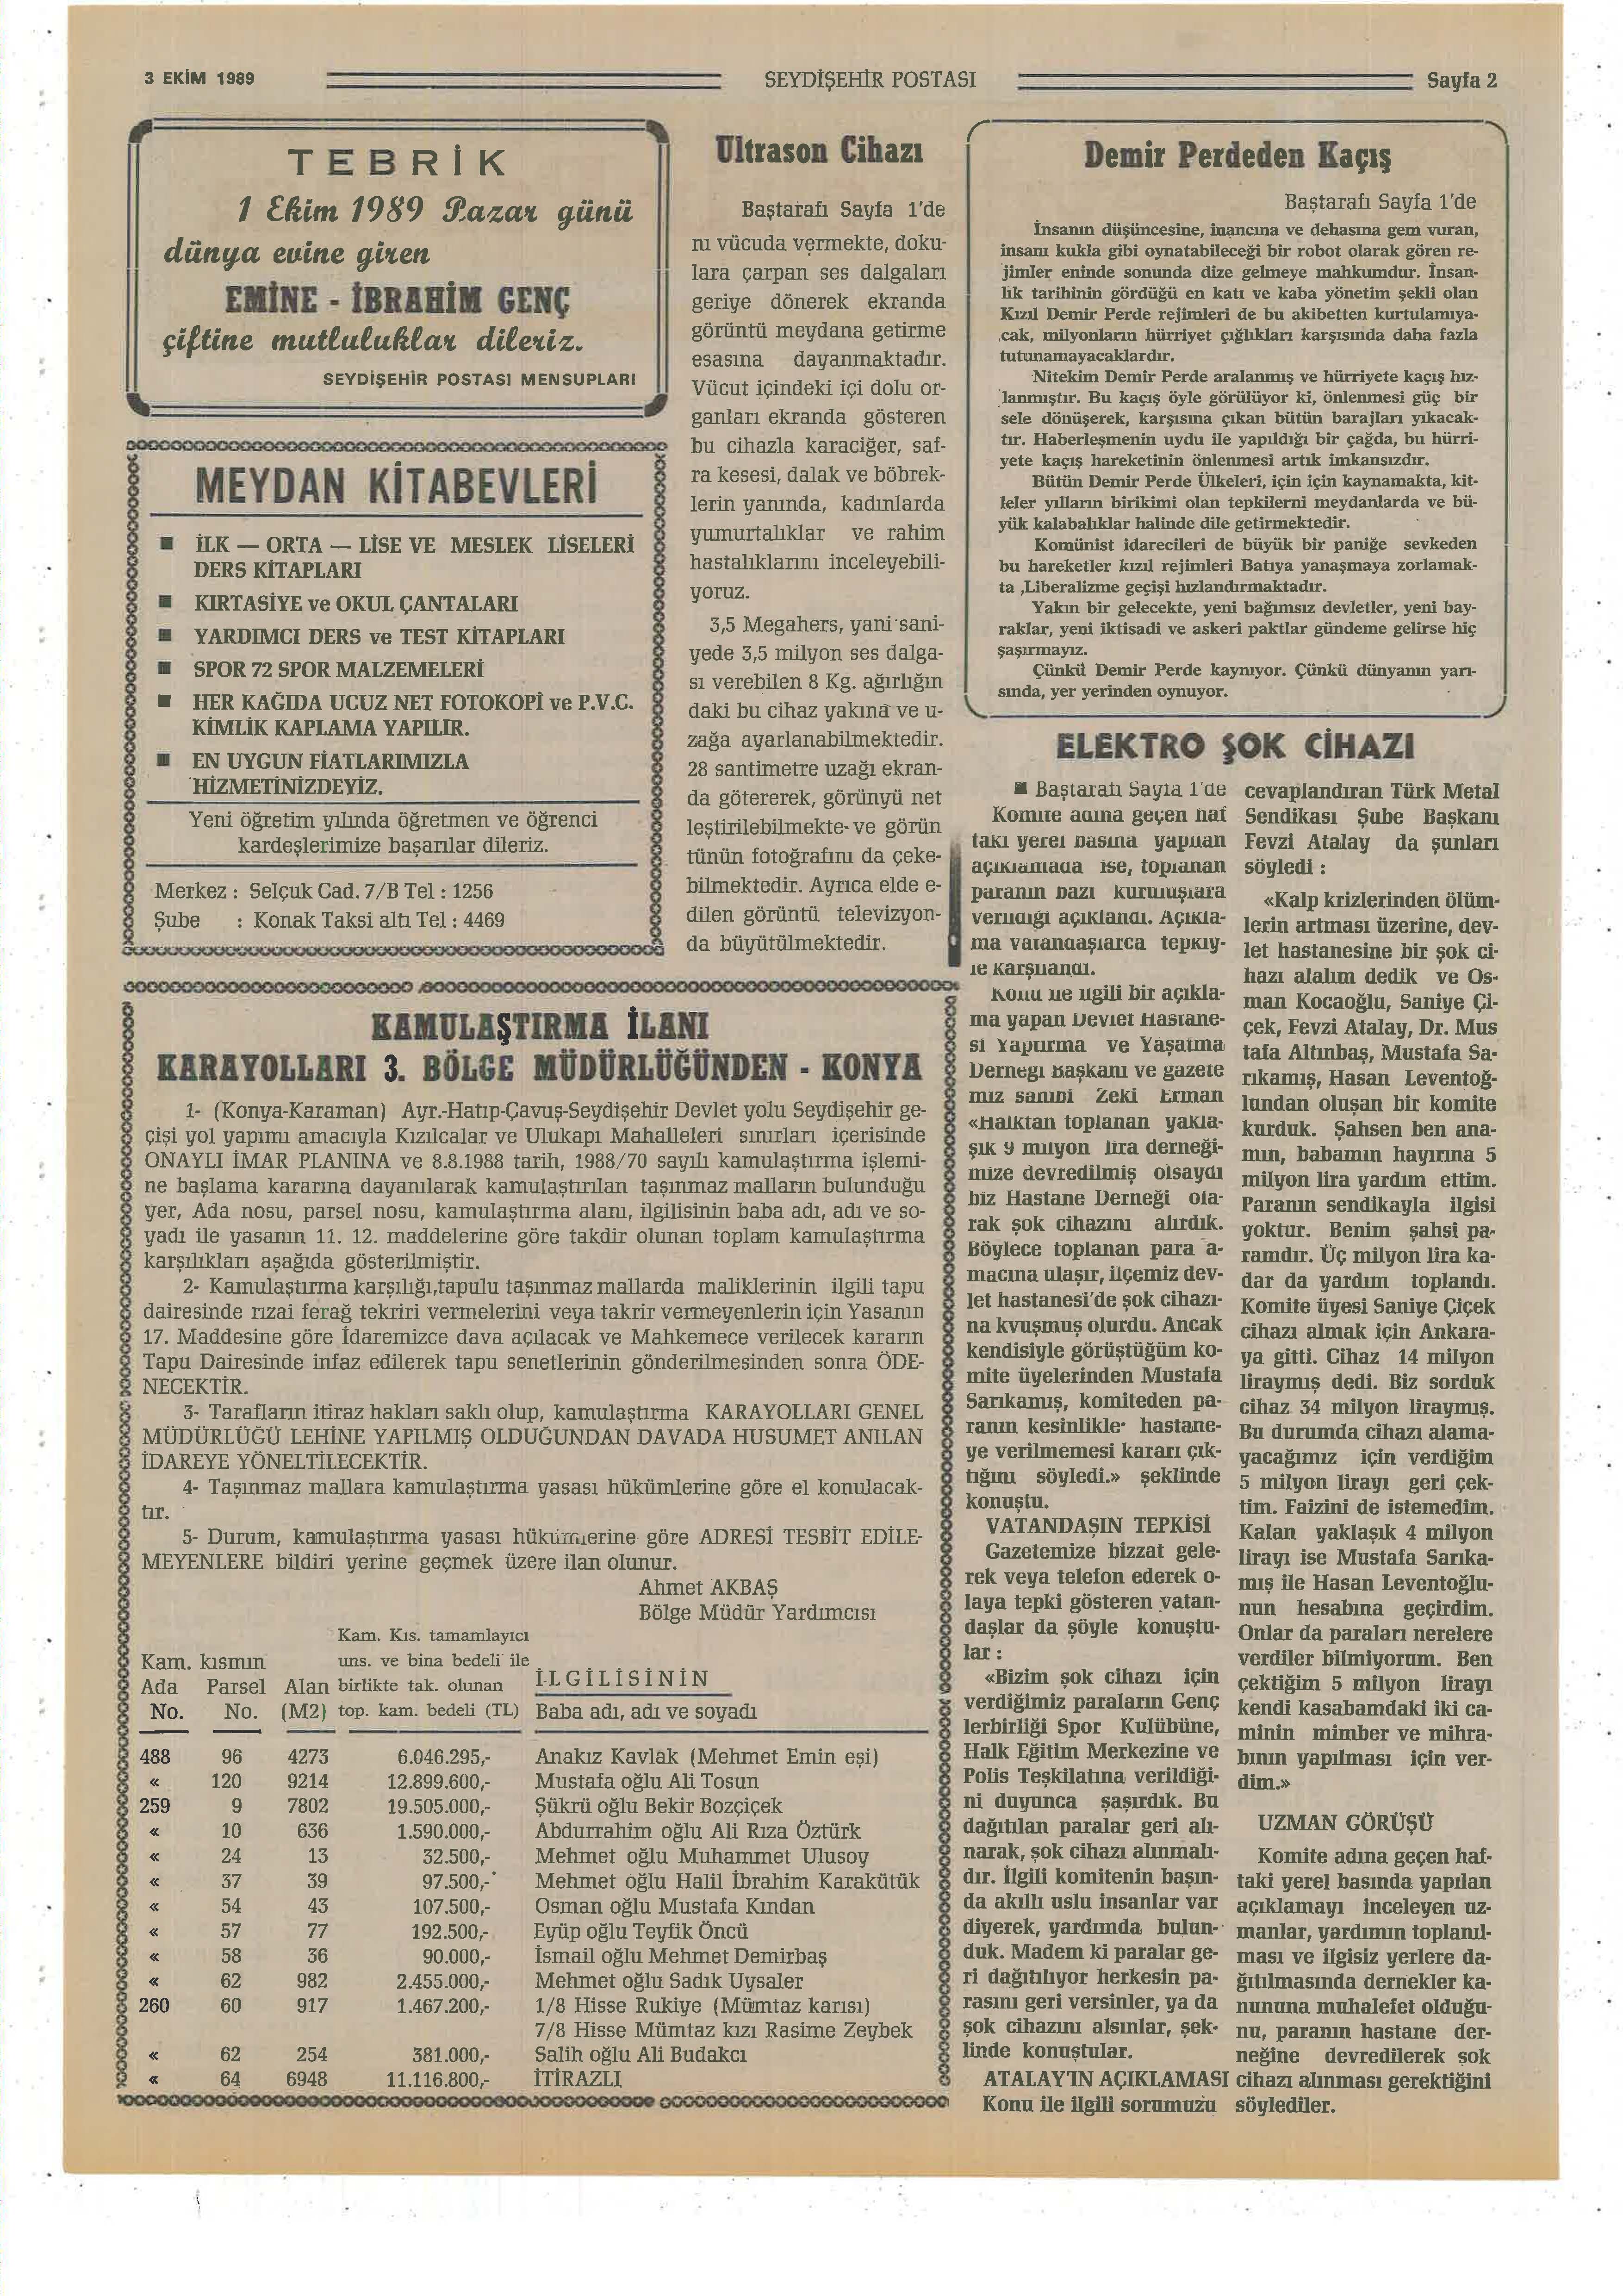 3 EKİM 1989
SEYDİŞEHİR POSTASI
Sayfa 2
TEBRİK
1 Ekim 1989 Pazar günü
dünya evine giren
EMİNE - İBRAHİM GENÇ
çiftine mutluluklar dileriz.
SEYDİŞEHİR POSTASI MENSUPLARI
MEYDAN KİTABEVLERİ
■ İLK — ORTA — LİSE VE MESLEK LİSELERİ
DERS KİTAPLARI
■ KIRTASİYE ve OKUL ÇANTALARI
■ YARDIMCI DERS ve TEST KİTAPLARI
■ SPOR 72 SPOR MALZEMELERİ
■ HER KAĞIDA UCUZ NET FOTOKOPİ ve P.V.C.
KİMLİK KAPLAMA YAPILIR.
■ EN UYGUN FİATLARIMIZLA
HİZMETİNİZDEYİZ.
Yeni öğretim yılında öğretmen ve öğrenci
kardeşlerimize başarılar dileriz.
Merkez : Selçuk Cad. 7/B Tel : 1256
Şube : Konak Taksi altı Tel : 4469
Ultrason Cihazı
Baştarafı Sayfa 1'de
nı vücuda vermekte, doku-
lara çarpan ses dalgaları
geriye dönerek ekranda
görüntü meydana getirme
esasına dayanmaktadır.
Vücut içindeki içi dolu or-
ganları ekranda gösteren
bu cihazla karaciğer, saf-
ra kesesi, dalak ve böbrek-
lerin yanında, kadınlarda
yumurtalıklar ve rahim
hastalıklarını inceleyebili-
yoruz.
3,5 Megahers, yani sani-
yede 3,5 milyon ses dalga-
sı verebilen 8 Kg. ağırlığın
daki bu cihaz yakına ve u-
zağa ayarlanabilmektedir.
28 santimetre uzağı ekran-
da götererek, görünyü net
leştirilebilmekte ve görün
tünün fotoğrafını da çeke-
bilmektedir. Ayrıca elde e-
dilen görüntü televizyon-
da büyütülmektedir.
Demir Perdeden Kaçış
Baştarafı Sayfa 1'de
İnsanın düşüncesine, inancına ve dehasına gem vuran,
insanı kukla gibi oynatabileceği bir robot olarak gören re-
jimler eninde sonunda dize gelmeye mahkumdur. İnsan-
lık tarihinin gördüğü en katı ve kaba yönetim şekli olan
Kızıl Demir Perde rejimleri de bu akibetten kurtulamıya-
cak, milyonların hürriyet çığlıkları karşısında daha fazla
tutunamayacaklardır.
Nitekim Demir Perde aralanmış ve hürriyete kaçış hız-
lanmıştır. Bu kaçış öyle görülüyor ki, önlenmesi güç bir
sele dönüşerek, karşısına çıkan bütün barajları yıkacak-
tır. Haberleşmenin uydu ile yapıldığı bir çağda, bu hürri-
yete kaçış hareketinin önlenmesi artık imkansızdır.
Bütün Demir Perde Ülkeleri, için için kaynamakta, kit-
leler yılların birikimi olan tepkilerni meydanlarda ve bü-
yük kalabalıklar halinde dile getirmektedir.
Komünist idarecileri de büyük bir paniğe sevkeden
bu hareketler kızıl rejimleri Batıya yanaşmaya zorlamak-
ta ,Liberalizme geçişi hızlandırmaktadır.
Yakın bir gelecekte, yeni bağımsız devletler, yeni bay-
raklar, yeni iktisadi ve askeri paktlar gündeme gelirse hiç
şaşırmayız.
Çünkü Demir Perde kaynıyor. Çünkü dünyanın yarı-
sında, yer yerinden oynuyor.
KAMULAŞTIRMA İLANI
KARAYOLLARI 3. BÖLGE MÜDÜRLÜĞÜNDEN - KONYA
1- (Konya-Karaman) Ayr.-Hatıp-Çavuş-Seydişehir Devlet yolu Seydişehir ge-
çişi yol yapımı amacıyla Kızılcalar ve Ulukapı Mahalleleri sınırları içerisinde
ONAYLI İMAR PLANINA ve 8.8.1988 tarih, 1988/70 sayılı kamulaştırma işlemi-
ne başlama kararına dayanılarak kamulaştırılan taşınmaz malların bulunduğu
yer, Ada nosu, parsel nosu, kamulaştırma alanı, ilgilisinin baba adı, adı ve so-
yadı ile yasanın 11. 12. maddelerine göre takdir olunan toplam kamulaştırma
karşılıkları aşağıda gösterilmiştir.
2- Kamulaştırma karşılığı,tapulu taşınmaz mallarda maliklerinin ilgili tapu
dairesinde rızai ferağ tekriri vermelerini veya takrir vermeyenlerin için Yasanın
17. Maddesine göre İdaremizce dava açılacak ve Mahkemece verilecek kararın
Tapu Dairesinde infaz edilerek tapu senetlerinin gönderilmesinden sonra ÖDE-
NECEKTİR.
3- Tarafların itiraz hakları saklı olup, kamulaştırma KARAYOLLARI GENEL
MÜDÜRLÜĞÜ LEHİNE YAPILMIŞ OLDUĞUNDAN DAVADA HUSUMET ANILAN
İDAREYE YÖNELTİLECEKTİR.
4- Taşınmaz mallara kamulaştırma yasası hükümlerine göre el konulacak-
tır.
5- Durum, kamulaştırma yasası hükümlerine göre ADRESİ TESBİT EDİLE-
MEYENLERE bildiri yerine geçmek üzere ilan olunur.
Ahmet AKBAŞ
Bölge Müdür Yardımcısı
Kam. Kıs. tamamlayıcı
Kam. kısmın uns. ve bina bedeli ile
Ada Parsel Alan birlikte tak. olunan İLGİLİSİNİN
No. No. (M2) top. kam. bedeli (TL) Baba adı, adı ve soyadı
488 96 4273 6.046.295,- Anakız Kavlak (Mehmet Emin eşi)
« 120 9214 12.899.600,- Mustafa oğlu Ali Tosun
259 9 7802 19.505.000,- Şükrü oğlu Bekir Bozçiçek
« 10 636 1.590.000,- Abdurrahim oğlu Ali Rıza Öztürk
« 24 13 32.500,- Mehmet oğlu Muhammet Ulusoy
« 37 39 97.500,- Mehmet oğlu Halil İbrahim Karakütük
« 54 43 107.500,- Osman oğlu Mustafa Kından
« 57 77 192.500,- Eyüp oğlu Teyfik Öncü
« 58 36 90.000,- İsmail oğlu Mehmet Demirbaş
« 62 982 2.455.000,- Mehmet oğlu Sadık Uysaler
260 60 917 1.467.200,- 1/8 Hisse Rukiye (Mümtaz karısı)
7/8 Hisse Mümtaz kızı Rasime Zeybek
« 62 254 381.000,- Salih oğlu Ali Budakcı
« 64 6948 11.116.800,- İTİRAZLI
ELEKTRO ŞOK CİHAZI
■ Baştarafı Sayfa 1'de
Komite adına geçen haf
taki yerel basına yapılan
açıklamada ise, toplanan
paranın bazı kuruluşlara
verildiği açıklandı. Açıkla-
ma vatandaşlarca tepkiy-
le karşılandı.
Konu ile ilgili bir açıkla-
ma yapan Devlet Hastane-
si Yaptırma ve Yaşatma
Derneği Başkanı ve gazete
miz sahibi Zeki Erman
«Halktan toplanan yakla-
şık 9 milyon lira derneği-
mize devredilmiş olsaydı
biz Hastane Derneği ola-
rak şok cihazını alırdık.
Böylece toplanan para a-
macına ulaşır, ilçemiz dev-
let hastanesi'de şok cihazı-
na kvuşmuş olurdu. Ancak
kendisiyle görüştüğüm ko-
mite üyelerinden Mustafa
Sarıkamış, komiteden pa-
ranın kesinlikle hastane-
ye verilmemesi kararı çık-
tığını söyledi.» şeklinde
konuştu.
VATANDAŞIN TEPKİSİ
Gazetemize bizzat gele-
rek veya telefon ederek o-
laya tepki gösteren vatan-
daşlar da şöyle konuştu-
lar :
«Bizim şok cihazı için
verdiğimiz paraların Genç
lerbirliği Spor Kulübüne,
Halk Eğitim Merkezine ve
Polis Teşkilatına verildiği-
ni duyunca şaşırdık. Bu
dağıtılan paralar geri alı-
narak, şok cihazı alınmalı-
dır. İlgili komitenin başın-
da akıllı uslu insanlar var
diyerek, yardımda bulun-
duk. Madem ki paralar ge-
ri dağıtılıyor herkesin pa-
rasını geri versinler, ya da
şok cihazını alsınlar, şek-
linde konuştular.
ATALAY'IN AÇIKLAMASI
Konu ile ilgili sorumuzu
cevaplandıran Türk Metal
Sendikası Şube Başkanı
Fevzi Atalay da şunları
söyledi :
«Kalp krizlerinden ölüm-
lerin artması üzerine, dev-
let hastanesine bir şok ci-
hazı alalım dedik ve Os-
man Kocaoğlu, Saniye Çi-
çek, Fevzi Atalay, Dr. Mus
tafa Altınbaş, Mustafa Sa-
rıkamış, Hasan Leventoğ-
lundan oluşan bir komite
kurduk. Şahsen ben ana-
mın, babamın hayırına 5
milyon lira yardım ettim.
Paranın sendikayla ilgisi
yoktur. Benim şahsi pa-
ramdır. Üç milyon lira ka-
dar da yardım toplandı.
Komite üyesi Saniye Çiçek
cihazı almak için Ankara-
ya gitti. Cihaz 14 milyon
liraymış dedi. Biz sorduk
cihaz 34 milyon liraymış.
Bu durumda cihazı alama-
yacağımız için verdiğim
5 milyon lirayı geri çek-
tim. Faizini de istemedim.
Kalan yaklaşık 4 milyon
lirayı ise Mustafa Sarıka-
mış ile Hasan Leventoğlu-
nun hesabına geçirdim.
Onlar da paraları nerelere
verdiler bilmiyorum. Ben
çektiğim 5 milyon lirayı
kendi kasabamdaki iki ca-
minin mimber ve mihra-
bının yapılması için ver-
dim.»
UZMAN GÖRÜŞÜ
Komite adına geçen haf-
taki yerel basında yapılan
açıklamayı inceleyen uz-
manlar, yardımın toplanıl-
ması ve ilgisiz yerlere da-
ğıtılmasında dernekler ka-
nununa muhalefet olduğu-
nu, paranın hastane der-
neğine devredilerek şok
cihazı alınması gerektiğini
söylediler.